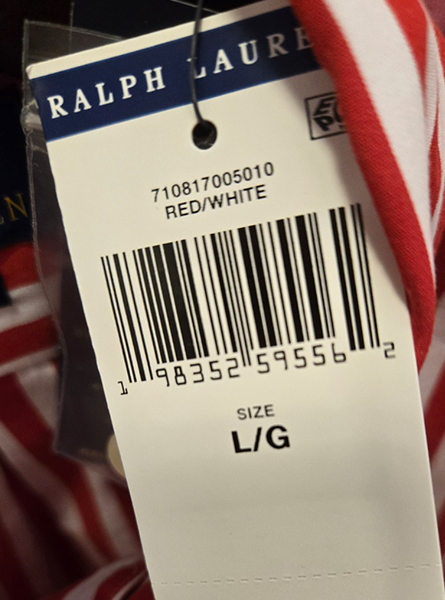 RALPH LAURE
710817005010
RED/WHITE
1 98352 59556 2
SIZE
L/G